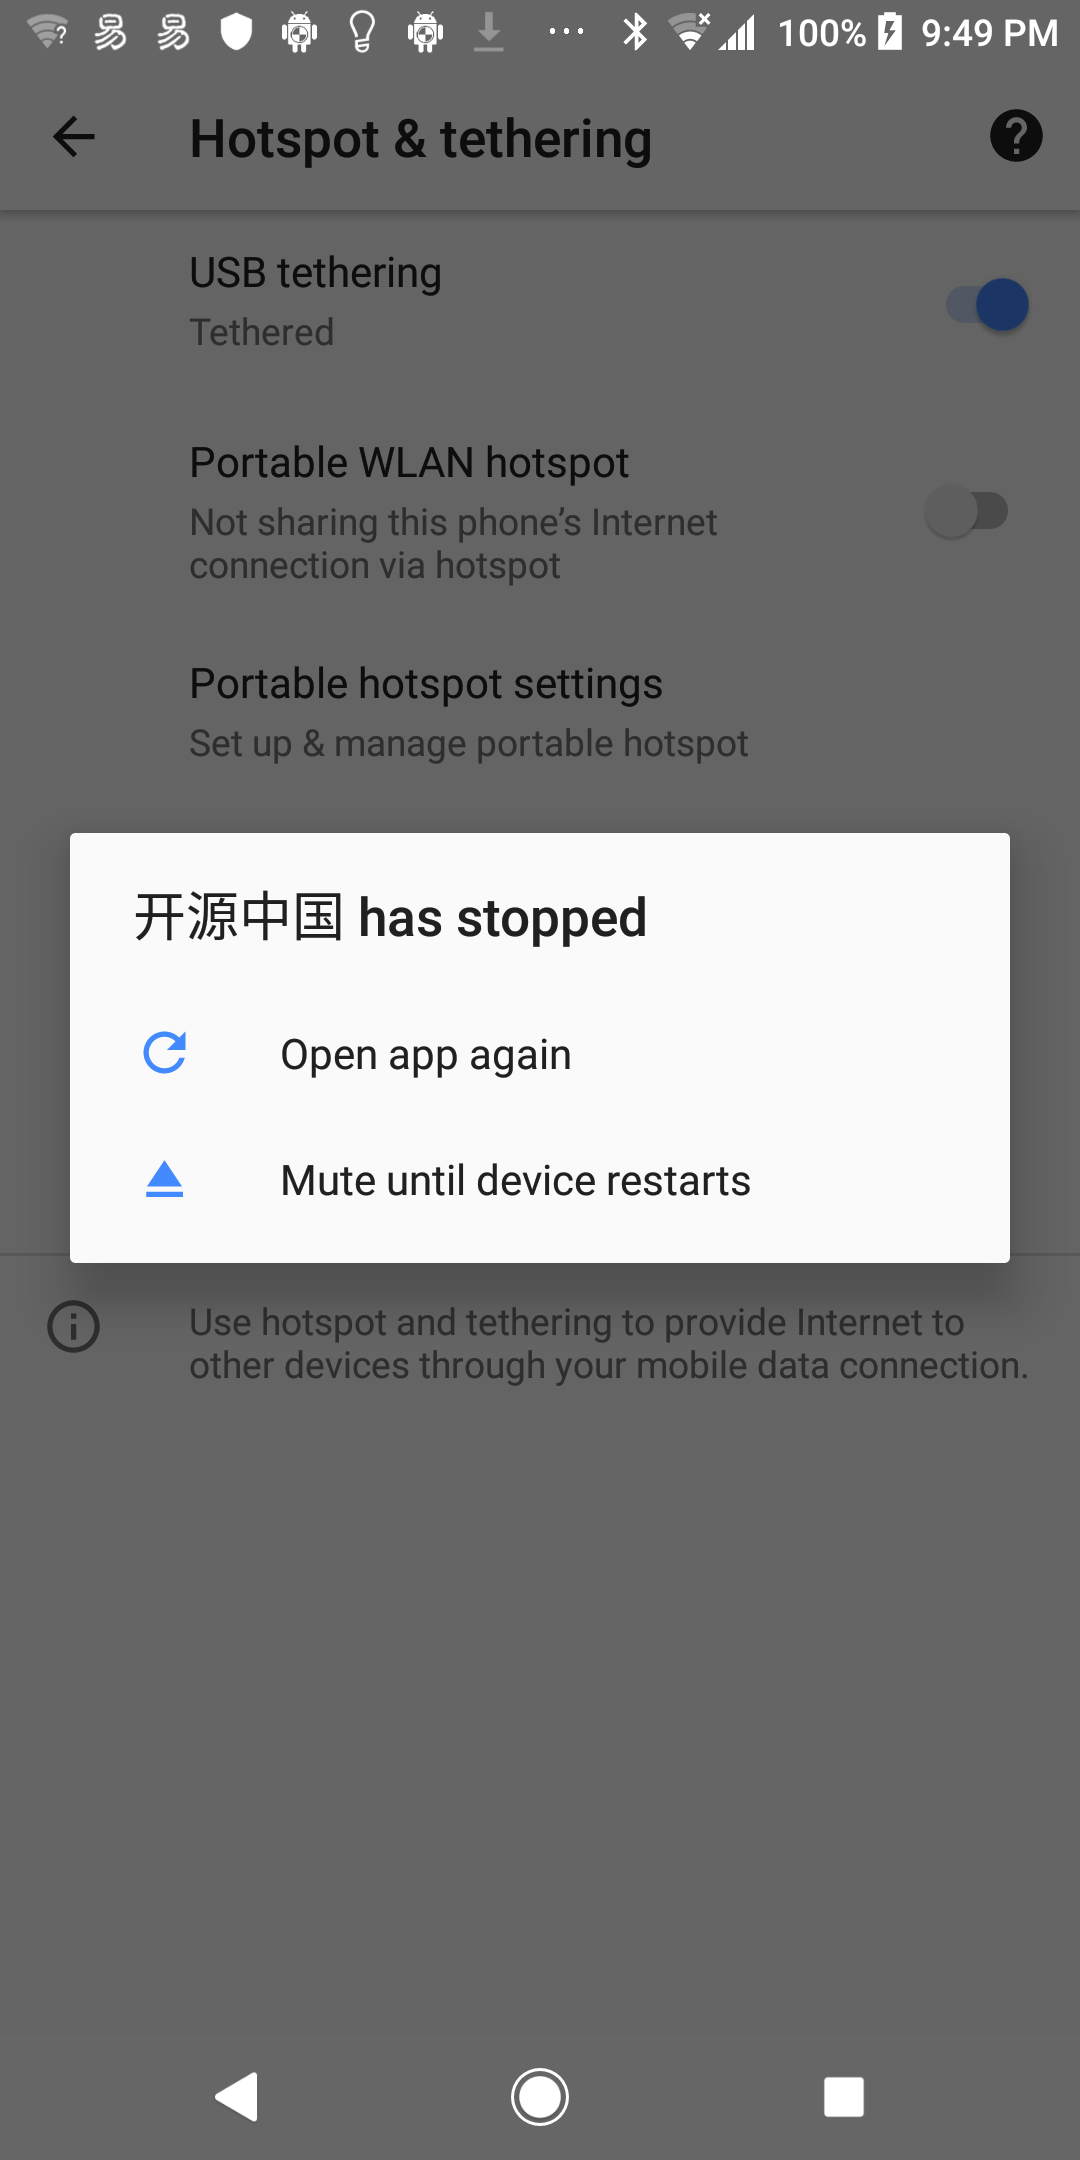 易 易 100% 9:49 PM
Hotspot & tethering
USB tethering
Tethered
Portable WLAN hotspot
Not sharing this phone’s Internet
connection via hotspot
Portable hotspot settings
Set up & manage portable hotspot
开源中国 has stopped
Open app again
Mute until device restarts
Use hotspot and tethering to provide Internet to
other devices through your mobile data connection.